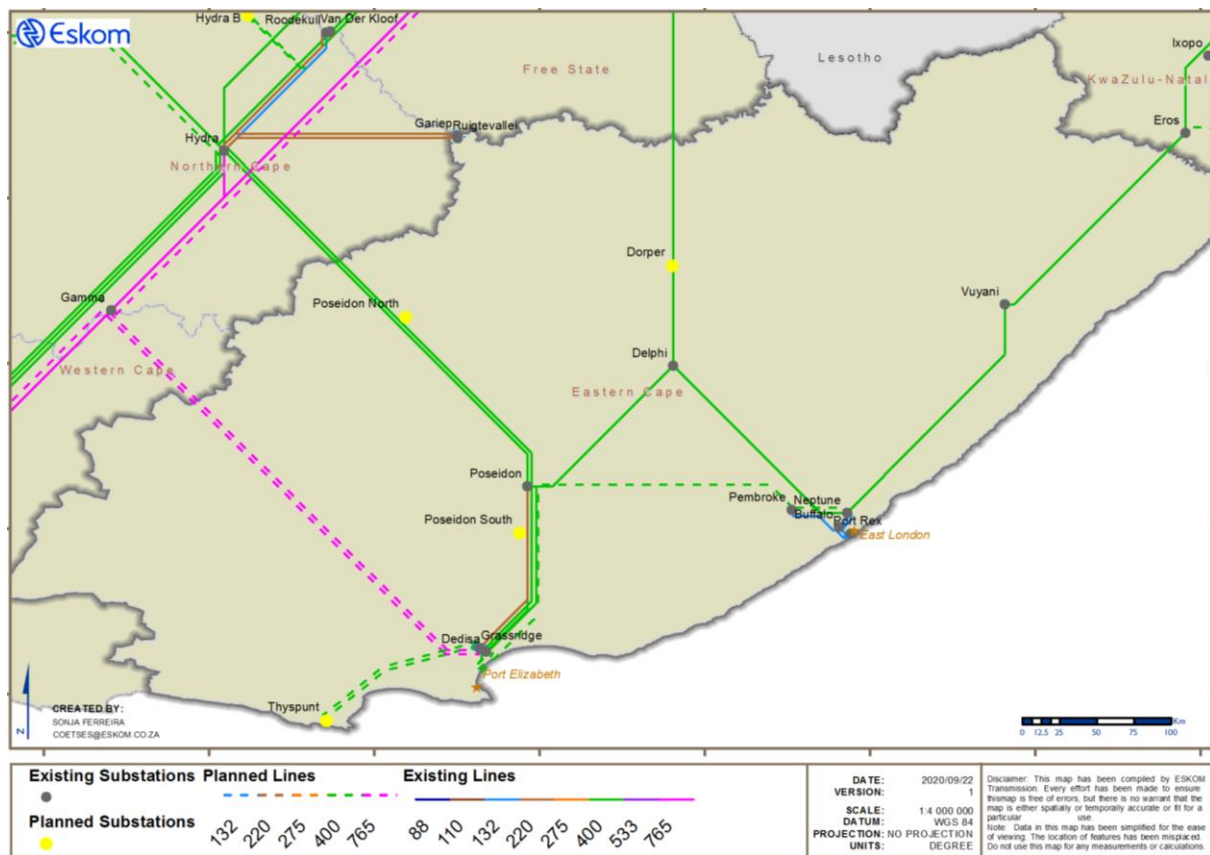 Eskom
Hydra B
Roodekuil
Van Der Kloof
Free State
Lesotho
Ixopo
KwaZulu-Natal
Gariep
Ruigtevallei
Eros
Hydra
Northern Cape
Dorper
Gamma
Poseidon North
Vuyani
Western Cape
Delphi
Eastern Cape
Poseidon
Pembroke
Neptune
Buffalo
Port Rex
East London
Poseidon South
Dedisa
Grassridge
Port Elizabeth
Thyspunt
N
CREATED BY:
SONJA FERREIRA
COETSES@ESKOM.CO.ZA
Km
0 12.5 25 50 75 100
Existing Substations
Planned Substations
Planned Lines
132 220 275 400 765
Existing Lines
88 110 132 220 275 400 533 765
DATE: 2020/09/22
VERSION: 1
SCALE: 1:4 000 000
DATUM: WGS 84
PROJECTION: NO PROJECTION
UNITS: DEGREE
Disclaimer: This map has been compiled by ESKOM
Transmission. Every effort has been made to ensure
thismap is free of errors, but there is no warrant that the
map is either spatially or temporally accurate or fit for a
particular use.
Note: Data in this map has been simplified for the ease
of viewing. The location of features has been misplaced.
Do not use this map for any measurements or calculations.